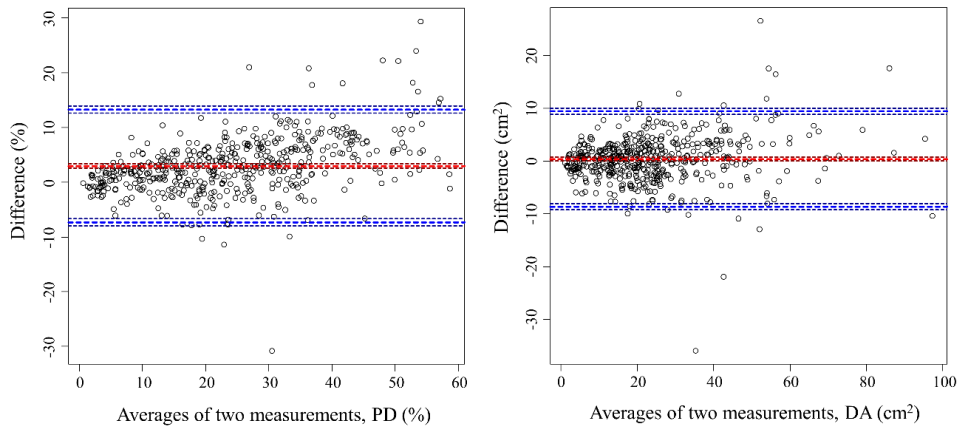 Difference (%)
30
20
10
0
-10
-20
-30
0 10 20 30 40 50 60
Averages of two measurements, PD (%)
Difference (cm²)
20
10
0
-10
-20
-30
0 20 40 60 80 100
Averages of two measurements, DA (cm²)